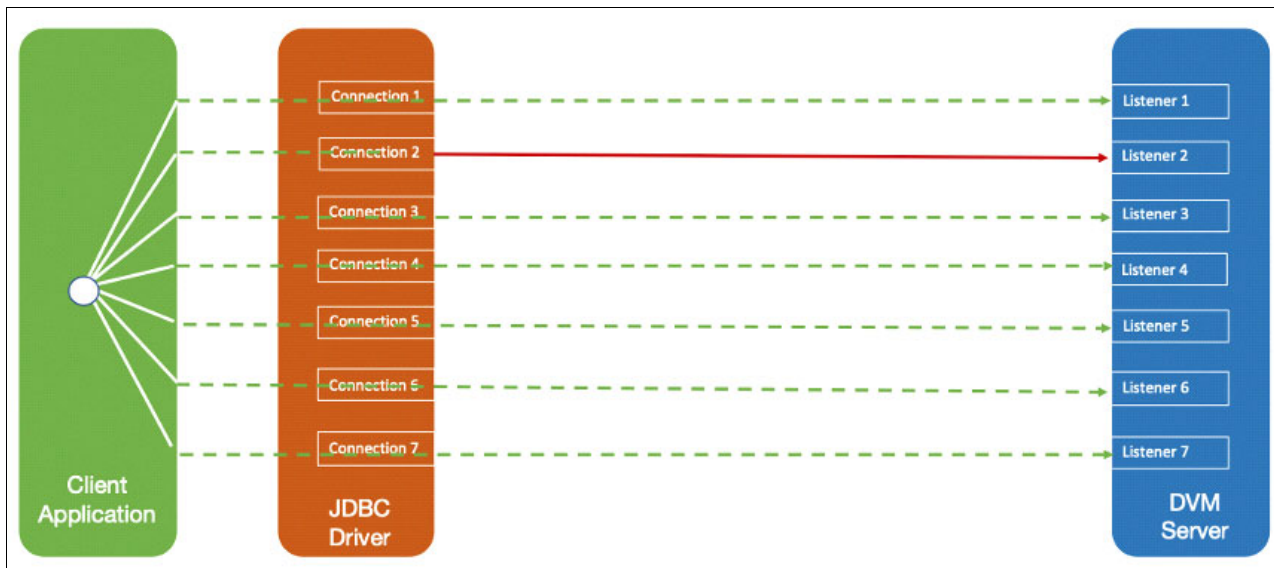 Connection 1
Listener 1
Connection 2
Listener 2
Connection 3
Listener 3
Connection 4
Listener 4
Connection 5
Listener 5
Connection 6
Listener 6
Connection 7
Listener 7
Client
Application
JDBC
Driver
DVM
Server